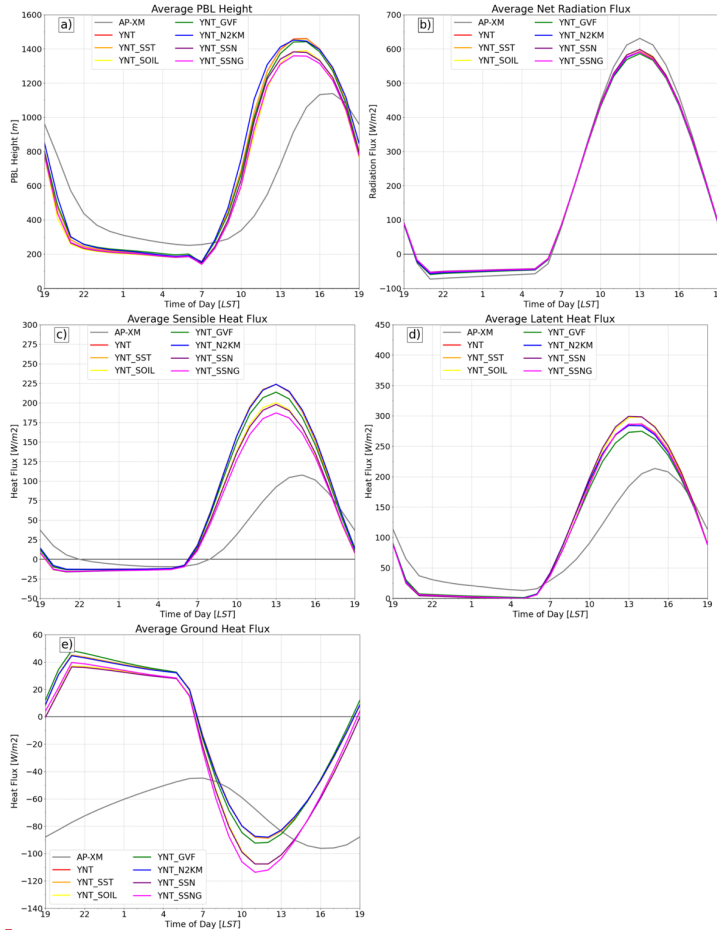 Average PBL Height
a)
AP-XM YNT_GVF
YNT YNT_N2KM
YNT_SST YNT_SSN
YNT_SOIL YNT_SSNG
PBL Height [m]
1600
1400
1200
1000
800
600
400
200
0
19 22 1 4 7 10 13 16 19
Time of Day [LST]
Average Net Radiation Flux
b)
AP-XM YNT_GVF
YNT YNT_N2KM
YNT_SST YNT_SSN
YNT_SOIL YNT_SSNG
Radiation Flux [W/m2]
700
600
500
400
300
200
100
0
−100
19 22 1 4 7 10 13 16
Time of Day [LST]
Average Sensible Heat Flux
c)
AP-XM YNT_GVF
YNT YNT_N2KM
YNT_SST YNT_SSN
YNT_SOIL YNT_SSNG
Heat Flux [W/m2]
300
275
250
225
200
175
150
125
100
75
50
25
0
−25
−50
19 22 1 4 7 10 13 16 19
Time of Day [LST]
Average Latent Heat Flux
d)
AP-XM YNT_GVF
YNT YNT_N2KM
YNT_SST YNT_SSN
YNT_SOIL YNT_SSNG
Heat Flux [W/m2]
450
400
350
300
250
200
150
100
50
0
19 22 1 4 7 10 13 16 19
Time of Day [LST]
Average Ground Heat Flux
e)
Heat Flux [W/m2]
60
40
20
0
−20
−40
−60
−80
−100
−120
−140
AP-XM YNT_GVF
YNT YNT_N2KM
YNT_SST YNT_SSN
YNT_SOIL YNT_SSNG
19 22 1 4 7 10 13 16 19
Time of Day [LST]